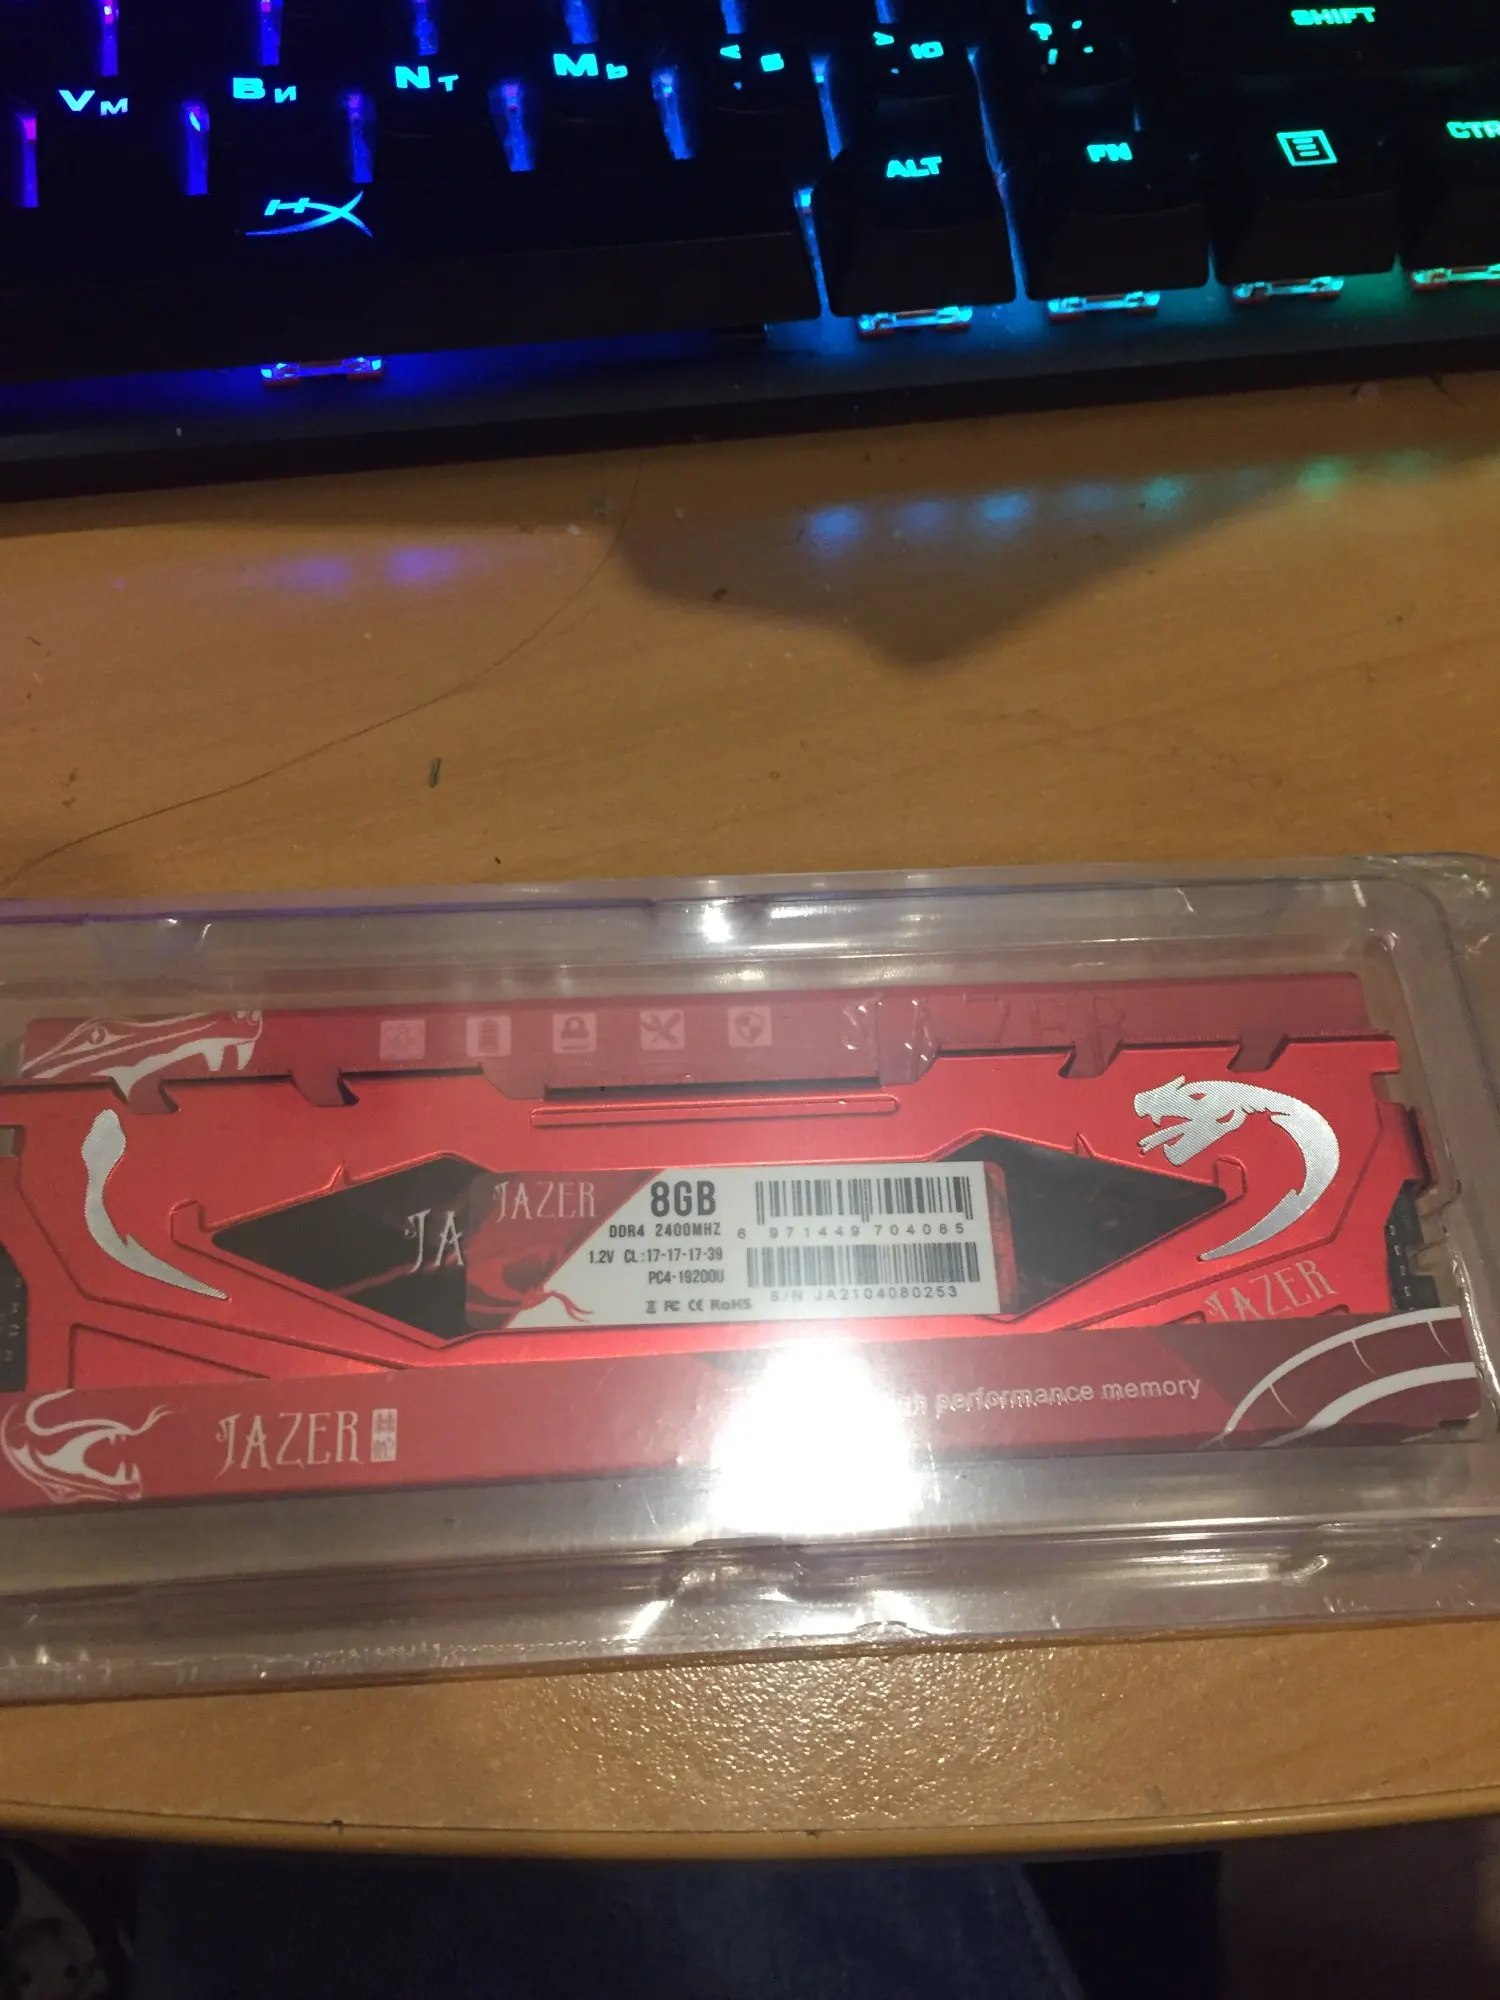 SHIFT
V М
B И
N Т
M Ь
< Б
> Ю
? ,
/ .
ALT
FN
CTR
HX
JA
JAZER
8GB
DDR4 2400MHZ
1.2V CL:17-17-17-39
PC4-19200U
FC CE RoHS
6 971449 704085
S/N JA2104080253
JAZER
JAZER
performance memory